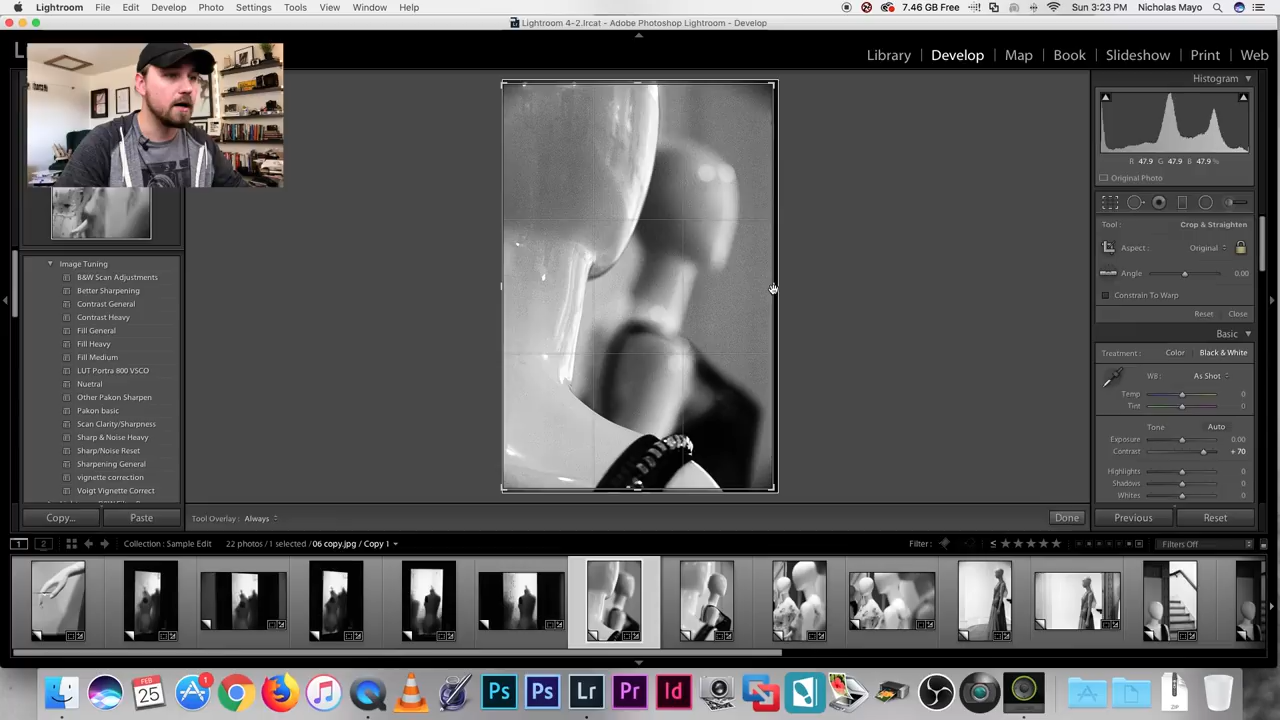 Lightroom File Edit Develop Photo Settings Tools View Window Help 7.46 GB Free Sun 3:23 PM Nicholas Mayo
Lightroom 4-2.lrcat - Adobe Photoshop Lightroom - Develop
Library Develop Map Book Slideshow Print Web
Histogram
R 47.9 G 47.9 B 47.9 %
Original Photo
Tool : Crop & Straighten
Aspect : Original
Angle 0.00
Constrain To Warp
Reset Close
Basic
Treatment : Color Black & White
WB : As Shot
Temp 0
Tint 0
Tone Auto
Exposure 0.00
Contrast + 70
Highlights 0
Shadows 0
Whites 0
Previous Reset
Image Tuning
B&W Scan Adjustments
Better Sharpening
Contrast General
Contrast Heavy
Fill General
Fill Heavy
Fill Medium
LUT Portra 800 VSCO
Nuetral
Other Pakon Sharpen
Pakon basic
Scan Clarity/Sharpness
Sharp & Noise Heavy
Sharp/Noise Reset
Sharpening General
vignette correction
Voigt Vignette Correct
Copy... Paste
Tool Overlay : Always Done
1 2 Collection : Sample Edit 22 photos / 1 selected / 06 copy.jpg / Copy 1 Filter : Filters Off
FEB
25
1
Ps Ps Lr Pr Id
ZIP